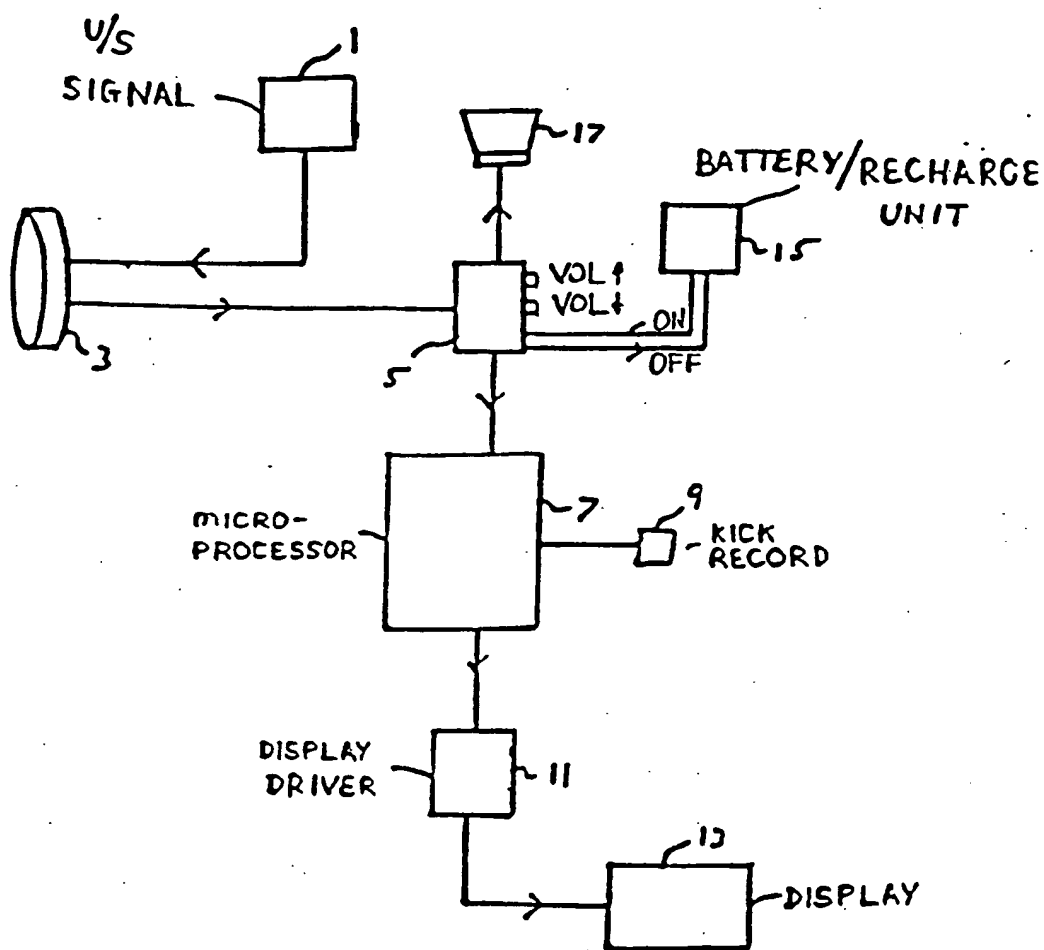 U/S
SIGNAL
1
17
BATTERY/RECHARGE
UNIT
15
VOL↑
VOL↓
ON
OFF
3
5
MICRO-
PROCESSOR
7
9
KICK
RECORD
DISPLAY
DRIVER
11
13
DISPLAY